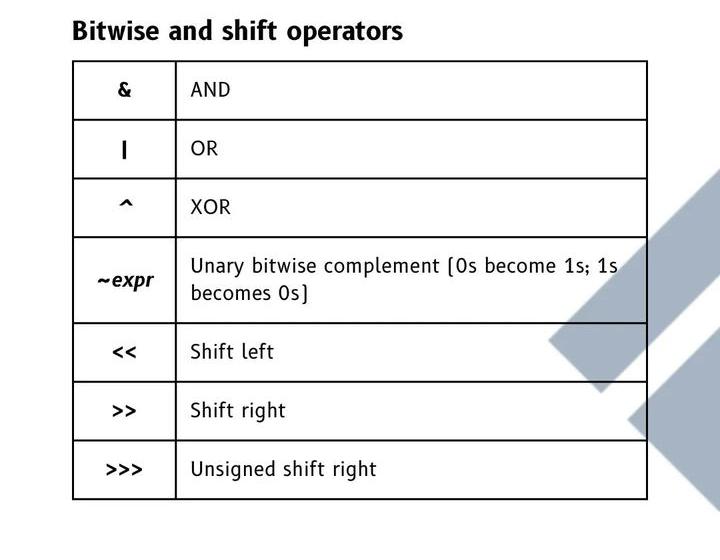 Bitwise and shift operators
& AND
| OR
^ XOR
~expr Unary bitwise complement (0s become 1s; 1s
becomes 0s)
<< Shift left
>> Shift right
>>> Unsigned shift right